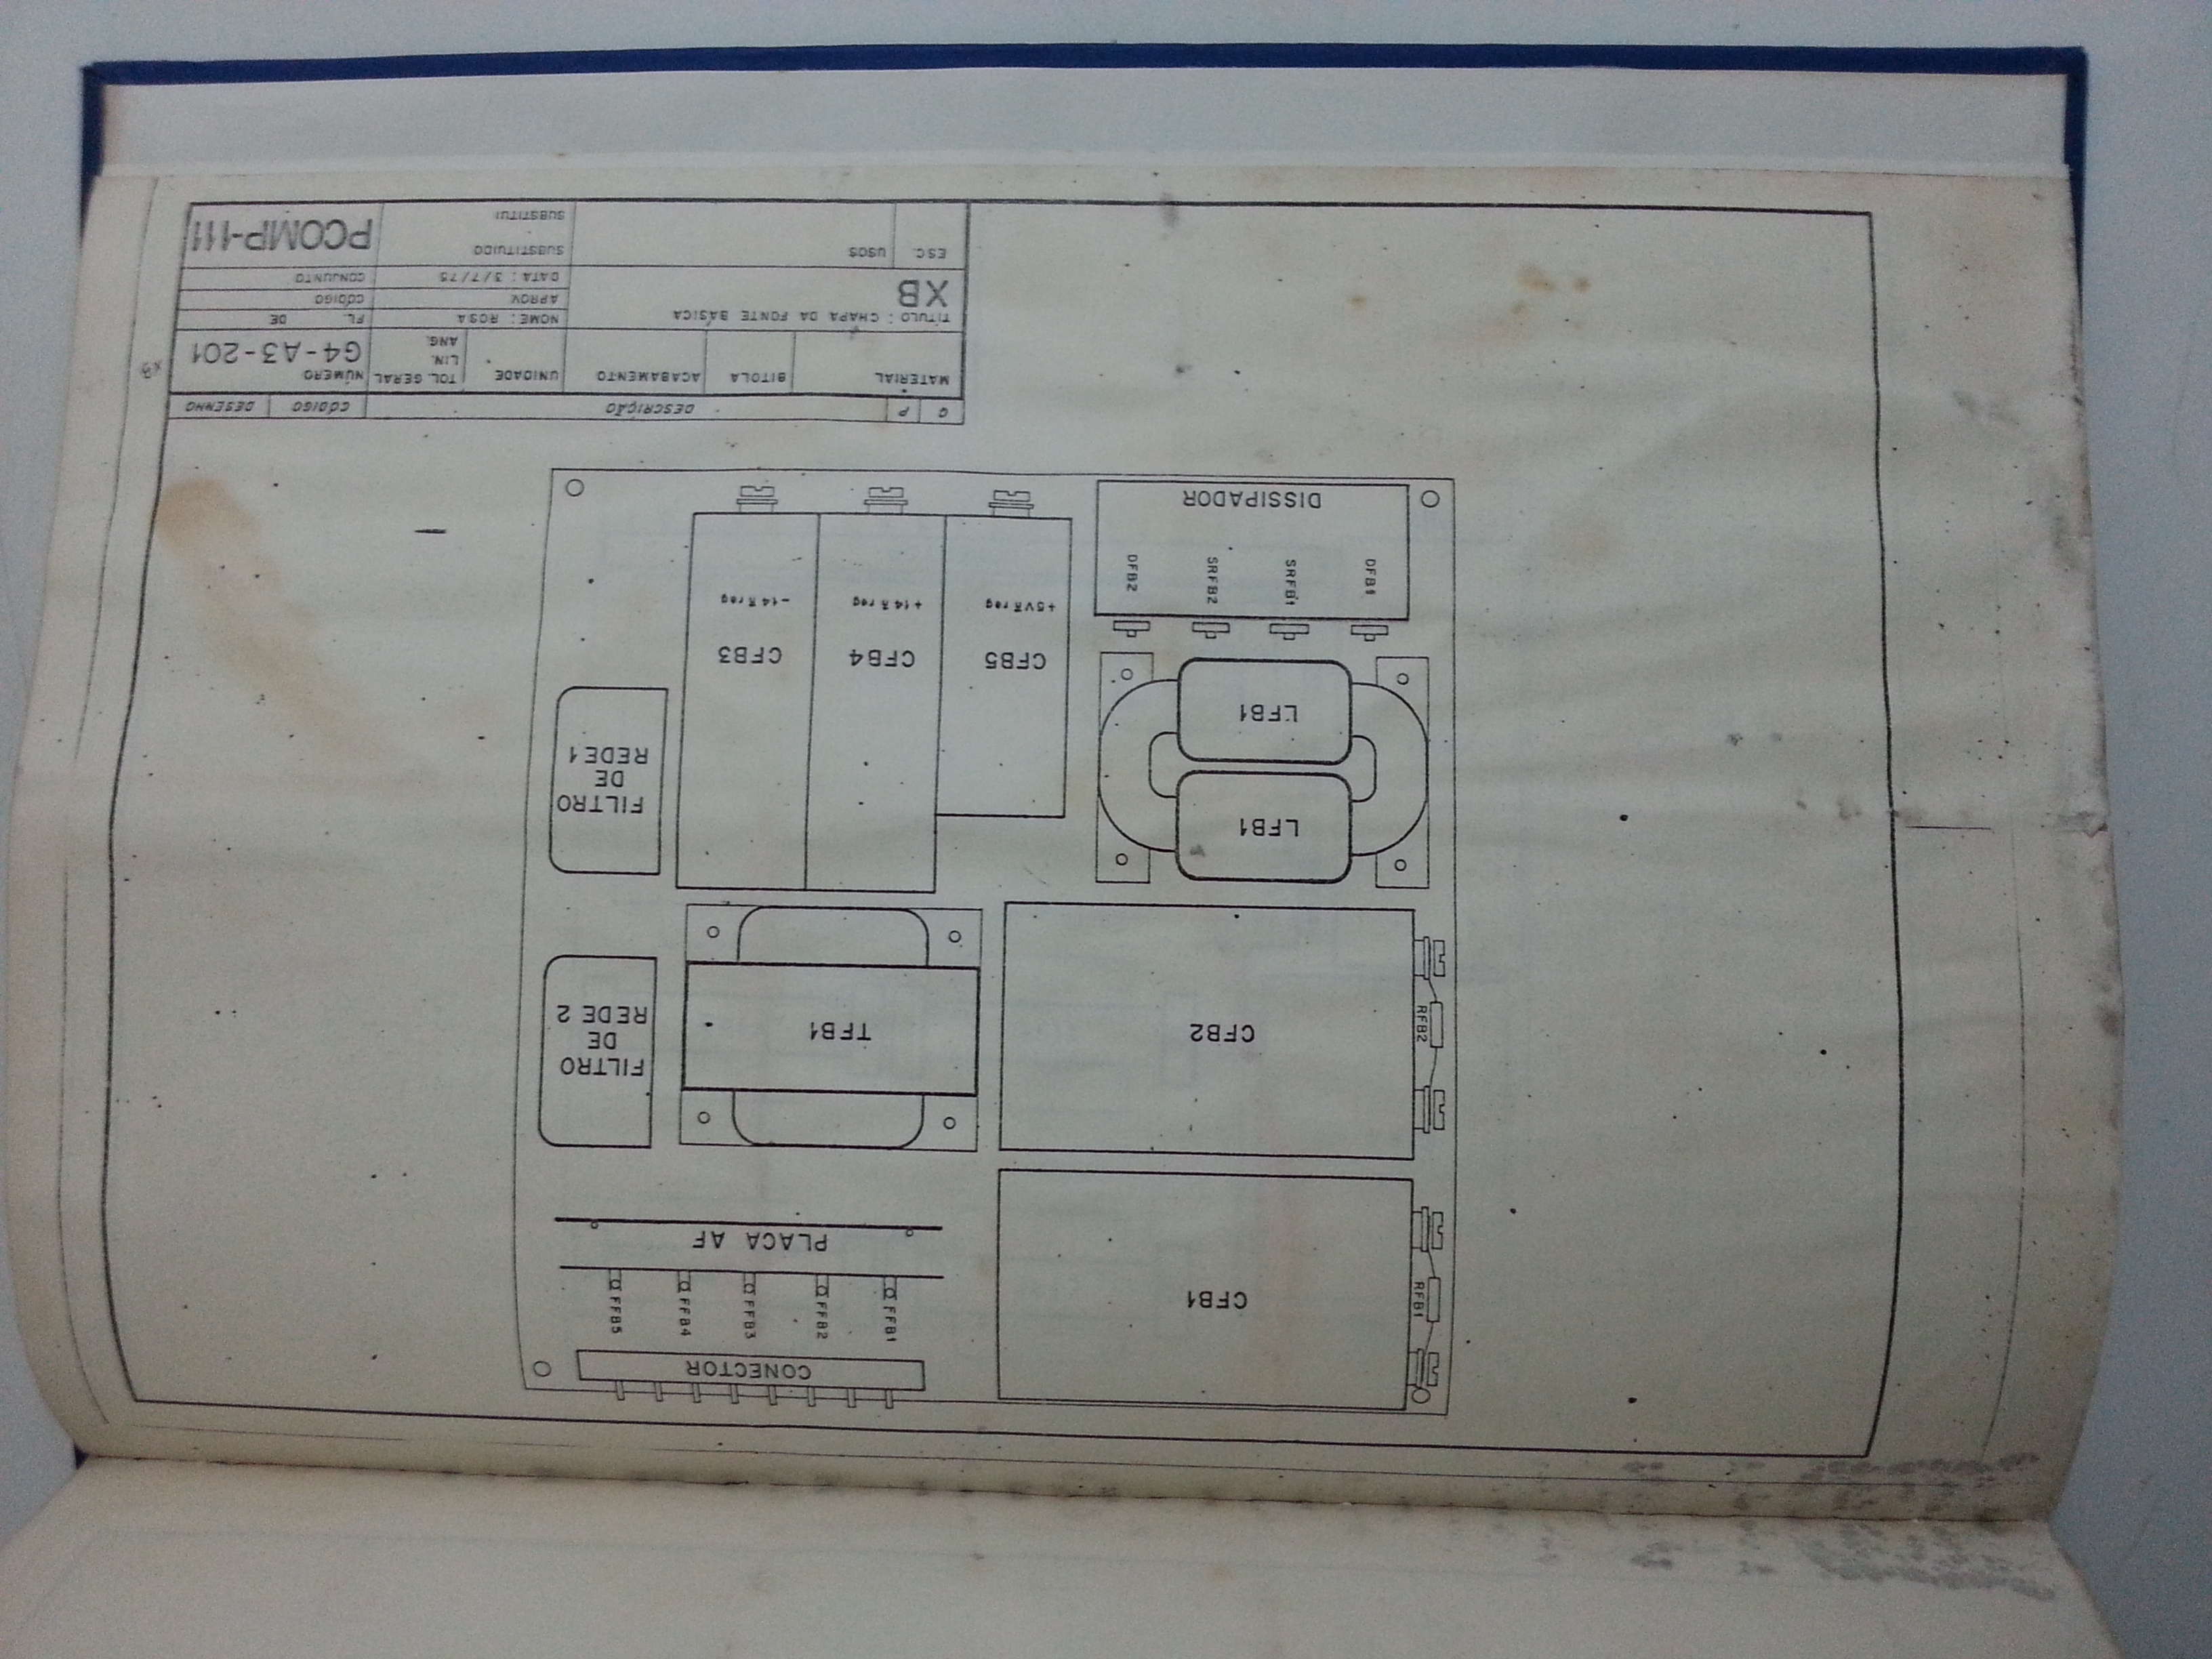 CONECTOR
FFB1
FFB2
FFB3
FFB4
FFB5
PLACA AF
CFB1
RFB1
CFB2
RFB2
TFB1
FILTRO
DE
REDE 2
FILTRO
DE
REDE 1
LFB1
LFB1
CFB5
+5V Ñ reg
CFB4
+14 Ñ reg
CFB3
-14 Ñ reg
DFB1
SRFB1
SRFB2
DFB2
DISSIPADOR
Q P DESCRIÇÃO CÓDIGO DESENHO
MATERIAL BITOLA ACABAMENTO UNIDADE TOL. GERAL NÚMERO
LIN. G4-A3-201
ANG.
XB
TÍTULO: CHAPA DA FONTE BÁSICA NOME: ROSA FL. DE
XB APROV. CÓDIGO
DATA: 3/7/75 CONJUNTO
ESC. USOS SUBSTITUIDO PCOMP-111
SUBSTITUI